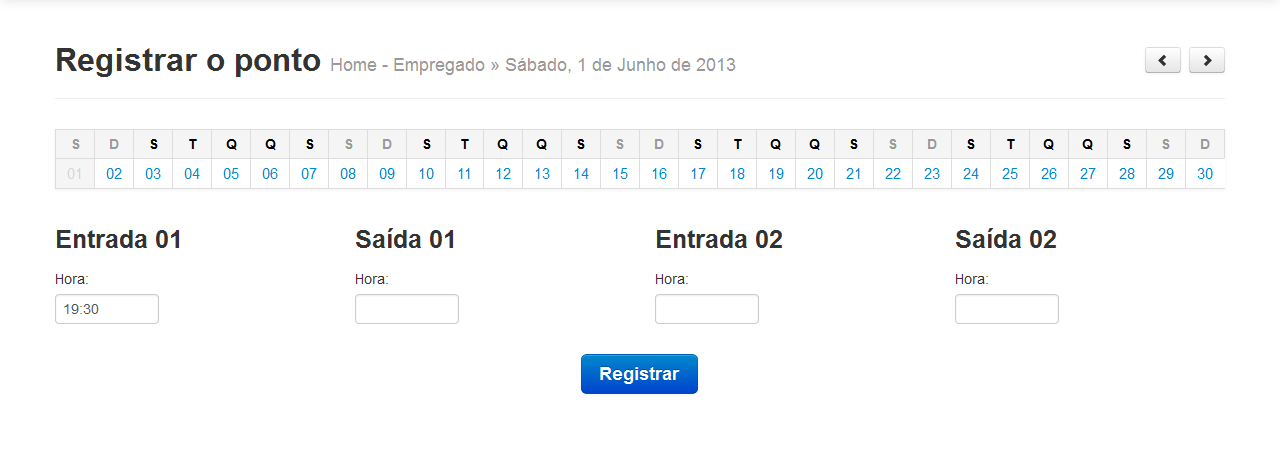 Registrar o ponto Home - Empregado » Sábado, 1 de Junho de 2013
S D S T Q Q S S D S T Q Q S S D S T Q Q S S D S T Q Q S S D
01 02 03 04 05 06 07 08 09 10 11 12 13 14 15 16 17 18 19 20 21 22 23 24 25 26 27 28 29 30
Entrada 01 Saída 01 Entrada 02 Saída 02
Hora: Hora: Hora: Hora:
19:30
Registrar